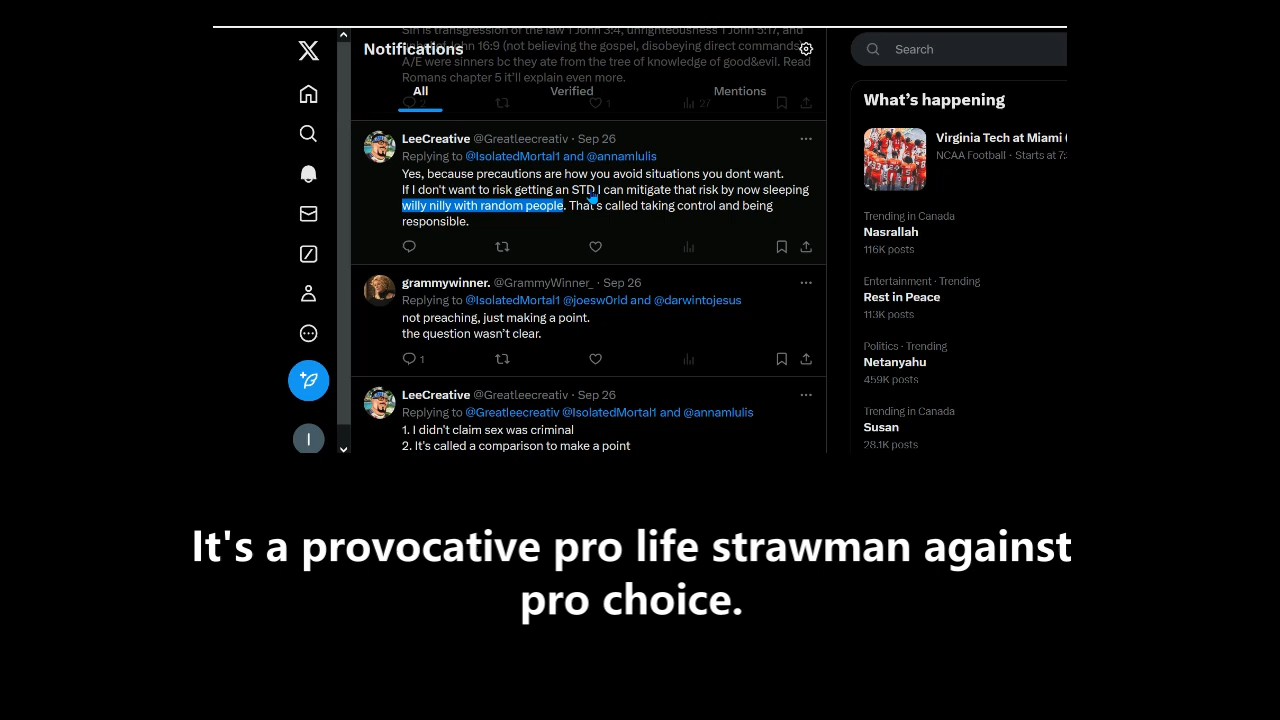 Sin is transgression of the law 1 John 3:4, unrighteousness 1 John 5:17, and
John 16:9 (not believing the gospel, disobeying direct commands)
Notifications
A/E were sinners bc they ate from the tree of knowledge of good&evil. Read
Romans chapter 5 it'll explain even more.
All
Verified
Mentions
2
1
27
LeeCreative @Greatleecreativ · Sep 26
Replying to @IsolatedMortal1 and @annamlulis
Yes, because precautions are how you avoid situations you dont want.
If I don't want to risk getting an STD I can mitigate that risk by now sleeping
willy nilly with random people. That's called taking control and being
responsible.
grammywinner. @GrammyWinner_ · Sep 26
Replying to @IsolatedMortal1 @joesw0rld and @darwintojesus
not preaching, just making a point.
the question wasn't clear.
1
LeeCreative @Greatleecreativ · Sep 26
Replying to @Greatleecreativ @IsolatedMortal1 and @annamlulis
1. I didn't claim sex was criminal
2. It's called a comparison to make a point
I
Search
What's happening
Virginia Tech at Miami (
NCAA Football · Starts at 7:
Trending in Canada
Nasrallah
116K posts
Entertainment · Trending
Rest in Peace
113K posts
Politics · Trending
Netanyahu
459K posts
Trending in Canada
Susan
28.1K posts
It's a provocative pro life strawman against
pro choice.